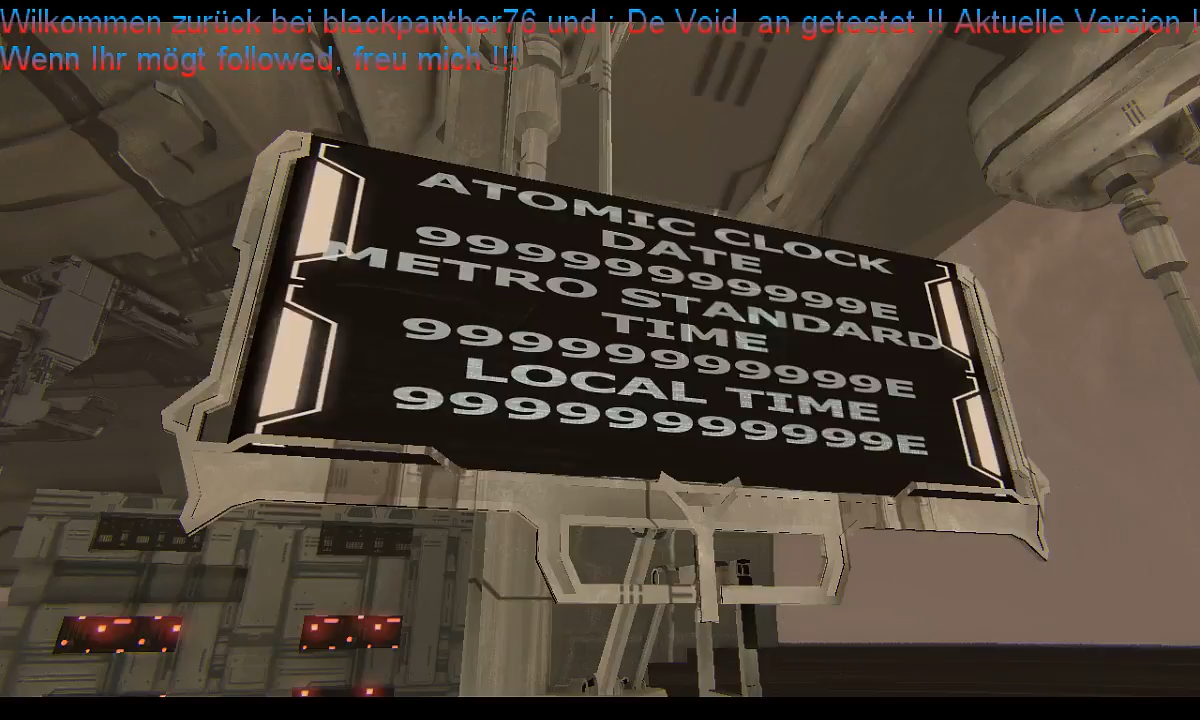 Wilkommen zurück bei blackpanther76 und : De Void an getestet !! Aktuelle Version !
Wenn Ihr mögt followed, freu mich !!!
ATOMIC CLOCK
DATE
99999999999E
METRO STANDARD
TIME
99999999999E
LOCAL TIME
99999999999E